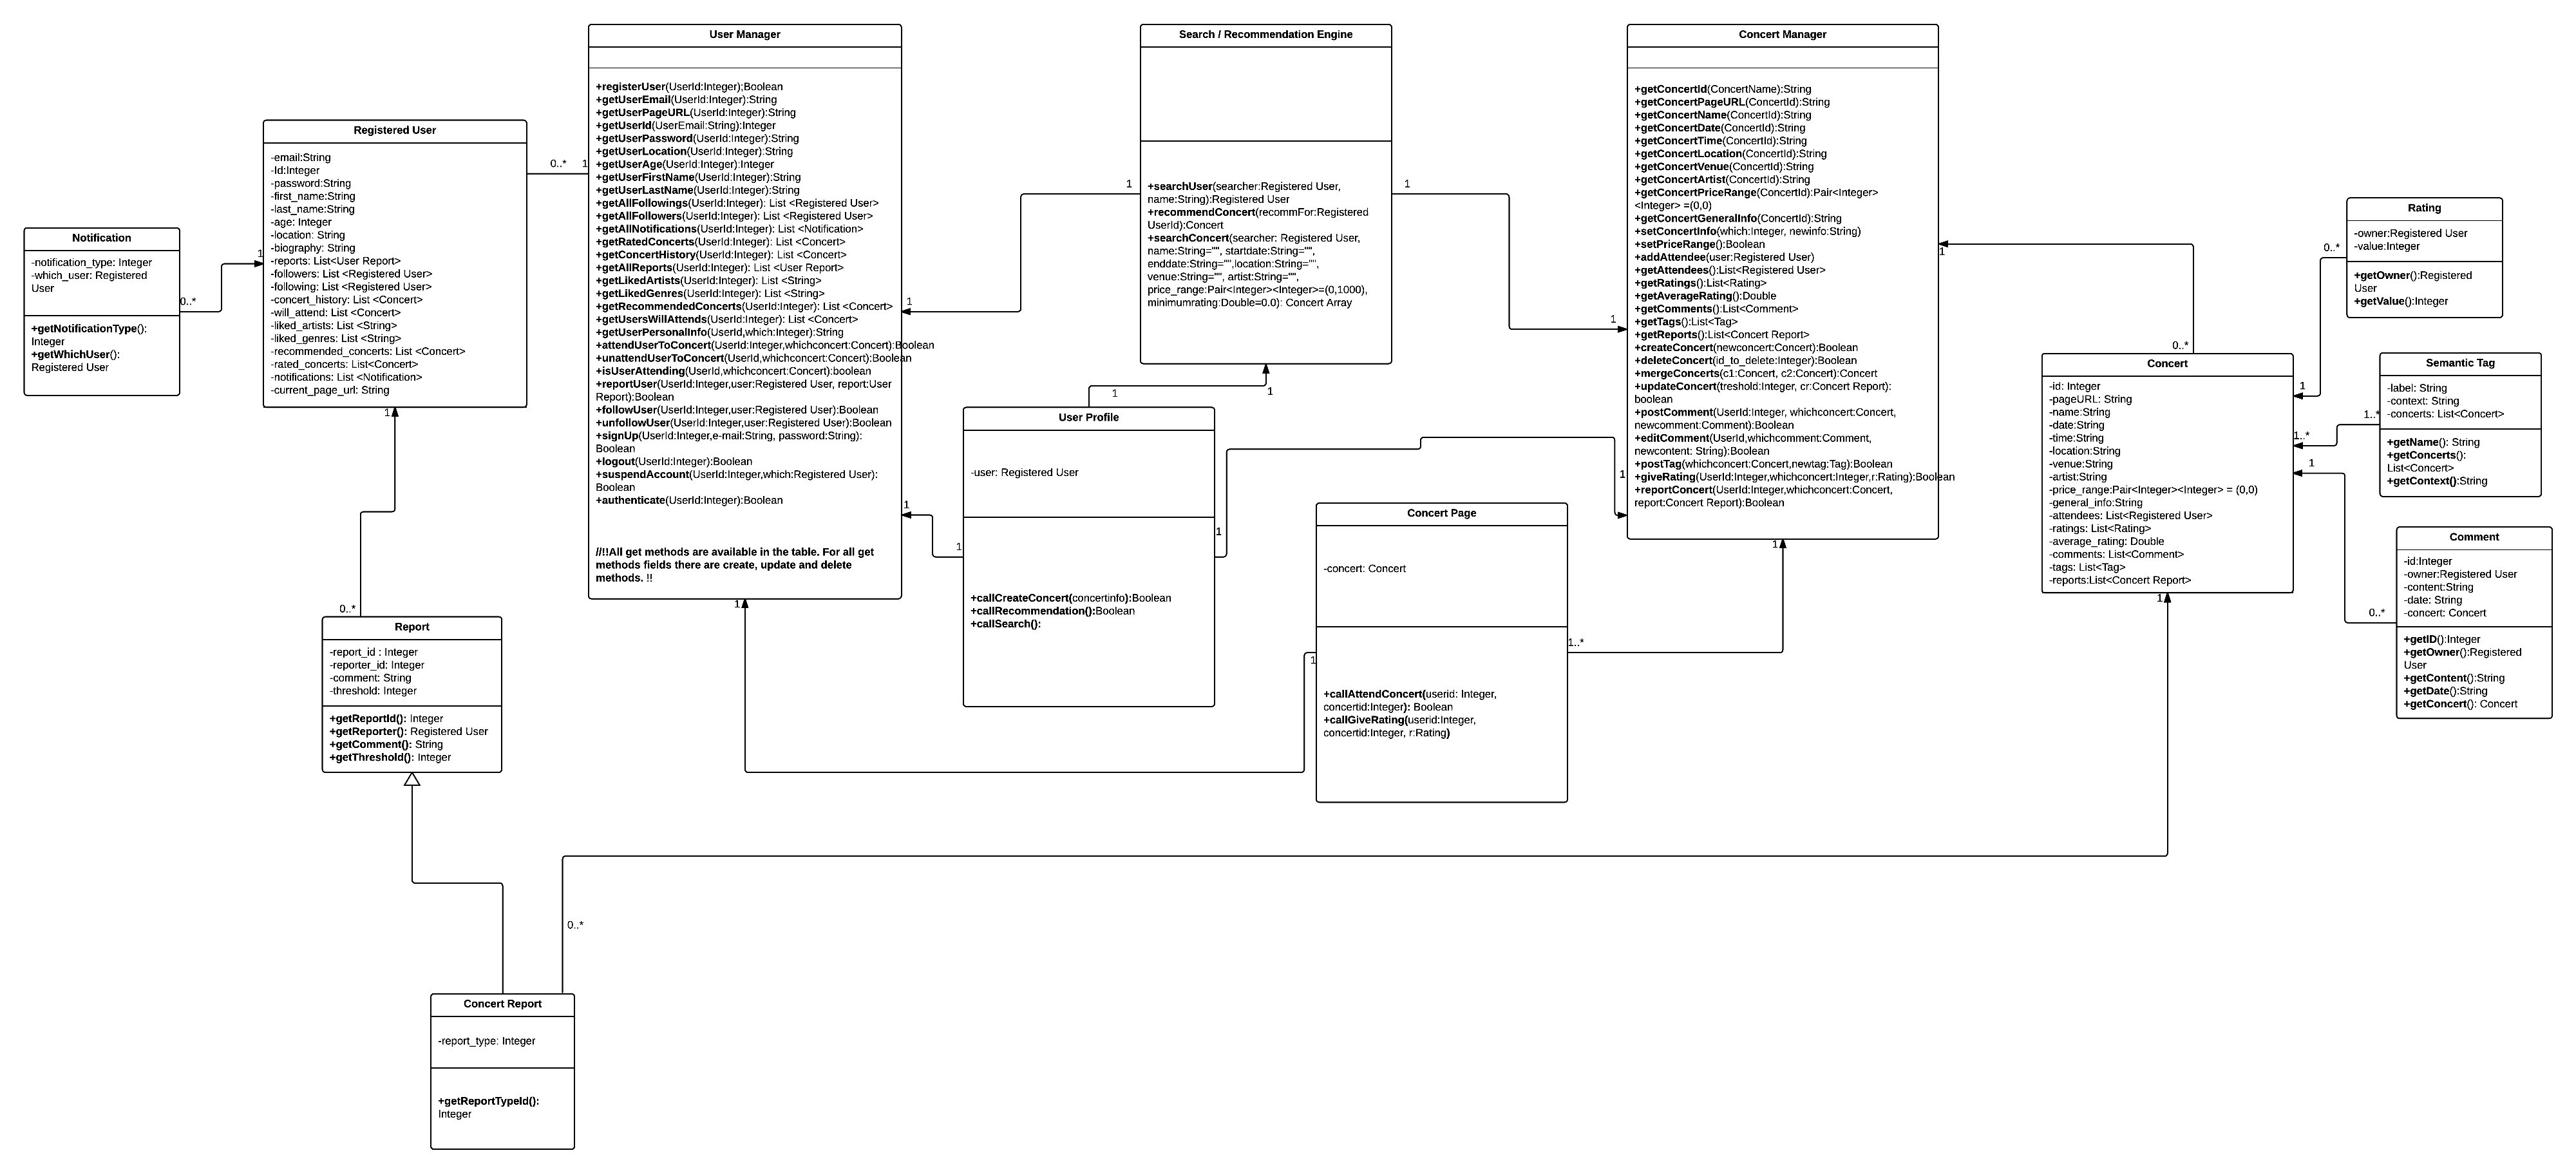 User Manager
+registerUser(UserId:Integer);Boolean
+getUserEmail(UserId:Integer):String
+getUserPageURL(UserId:Integer):String
+getUserId(UserEmail:String):Integer
+getUserPassword(UserId:Integer):String
+getUserLocation(UserId:Integer):String
+getUserAge(UserId:Integer):Integer
+getUserFirstName(UserId:Integer):String
+getUserLastName(UserId:Integer):String
+getAllFollowings(UserId:Integer): List <Registered User>
+getAllFollowers(UserId:Integer): List <Registered User>
+getAllNotifications(UserId:Integer): List <Notification>
+getRatedConcerts(UserId:Integer): List <Concert>
+getConcertHistory(UserId:Integer): List <Concert>
+getAllReports(UserId:Integer): List <User Report>
+getLikedArtists(UserId:Integer): List <String>
+getLikedGenres(UserId:Integer): List <String>
+getRecommendedConcerts(UserId:Integer): List <Concert>
+getUsersWillAttends(UserId:Integer): List <Concert>
+getUserPersonalInfo(UserId,which:Integer):String
+attendUserToConcert(UserId:Integer,whichconcert:Concert):Boolean
+unattendUserToConcert(UserId,whichconcert:Concert):Boolean
+isUserAttending(UserId,whichconcert:Concert):boolean
+reportUser(UserId:Integer,user:Registered User, report:User
Report):Boolean
+followUser(UserId:Integer,user:Registered User):Boolean
+unfollowUser(UserId:Integer,user:Registered User):Boolean
+signUp(UserId:Integer,e-mail:String, password:String):
Boolean
+logout(UserId:Integer):Boolean
+suspendAccount(UserId:Integer,which:Registered User):
Boolean
+authenticate(UserId:Integer):Boolean
//!!All get methods are available in the table. For all get
methods fields there are create, update and delete
methods. !!
Search / Recommendation Engine
+searchUser(searcher:Registered User,
name:String):Registered User
+recommendConcert(recommFor:Registered
UserId):Concert
+searchConcert(searcher: Registered User,
name:String="", startdate:String="",
enddate:String="",location:String="",
venue:String="", artist:String="",
price_range:Pair<Integer><Integer>=(0,1000),
minimumrating:Double=0.0): Concert Array
Concert Manager
+getConcertId(ConcertName):String
+getConcertPageURL(ConcertId):String
+getConcertName(ConcertId):String
+getConcertDate(ConcertId):String
+getConcertTime(ConcertId):String
+getConcertLocation(ConcertId):String
+getConcertVenue(ConcertId):String
+getConcertArtist(ConcertId):String
+getConcertPriceRange(ConcertId):Pair<Integer>
<Integer> =(0,0)
+getConcertGeneralInfo(ConcertId):String
+setConcertInfo(which:Integer, newinfo:String)
+setPriceRange():Boolean
+addAttendee(user:Registered User)
+getAttendees():List<Registered User>
+getRatings():List<Rating>
+getAverageRating():Double
+getComments():List<Comment>
+getTags():List<Tag>
+getReports():List<Concert Report>
+createConcert(newconcert:Concert):Boolean
+deleteConcert(id_to_delete:Integer):Boolean
+mergeConcerts(c1:Concert, c2:Concert):Concert
+updateConcert(treshold:Integer, cr:Concert Report):
boolean
+postComment(UserId:Integer, whichconcert:Concert,
newcomment:Comment):Boolean
+editComment(UserId,whichcomment:Comment,
newcontent: String):Boolean
+postTag(whichconcert:Concert,newtag:Tag):Boolean
+giveRating(UserId:Integer,whichconcert:Integer,r:Rating):Boolean
+reportConcert(UserId:Integer,whichconcert:Concert,
report:Concert Report):Boolean
Registered User
-email:String
-Id:Integer
-password:String
-first_name:String
-last_name:String
-age: Integer
-location: String
-biography: String
-reports: List<User Report>
-followers: List <Registered User>
-following: List <Registered User>
-concert_history: List <Concert>
-will_attend: List <Concert>
-liked_artists: List <String>
-liked_genres: List <String>
-recommended_concerts: List <Concert>
-rated_concerts: List<Concert>
-notifications: List <Notification>
-current_page_url: String
Notification
-notification_type: Integer
-which_user: Registered
User
+getNotificationType():
Integer
+getWhichUser():
Registered User
Rating
-owner:Registered User
-value:Integer
+getOwner():Registered
User
+getValue():Integer
Concert
-id: Integer
-pageURL: String
-name:String
-date:String
-time:String
-location:String
-venue:String
-artist:String
-price_range:Pair<Integer><Integer> = (0,0)
-general_info:String
-attendees: List<Registered User>
-ratings: List<Rating>
-average_rating: Double
-comments: List<Comment>
-tags: List<Tag>
-reports:List<Concert Report>
Semantic Tag
-label: String
-context: String
-concerts: List<Concert>
+getName(): String
+getConcerts():
List<Concert>
+getContext():String
Comment
-id:Integer
-owner:Registered User
-content:String
-date: String
-concert: Concert
+getID():Integer
+getOwner():Registered
User
+getContent():String
+getDate():String
+getConcert(): Concert
User Profile
-user: Registered User
+callCreateConcert(concertinfo):Boolean
+callRecommendation():Boolean
+callSearch():
Concert Page
-concert: Concert
+callAttendConcert(userid: Integer,
concertid:Integer): Boolean
+callGiveRating(userid:Integer,
concertid:Integer, r:Rating)
Report
-report_id : Integer
-reporter_id: Integer
-comment: String
-threshold: Integer
+getReportId(): Integer
+getReporter(): Registered User
+getComment(): String
+getThreshold(): Integer
Concert Report
-report_type: Integer
+getReportTypeId():
Integer
0..*
1
1
0..*
1
0..*
1
1
1
1
1
1
1
1
1
1
1
1
1..*
1
1
0..*
0..*
1
1..*
1..*
1
0..*
1
0..*